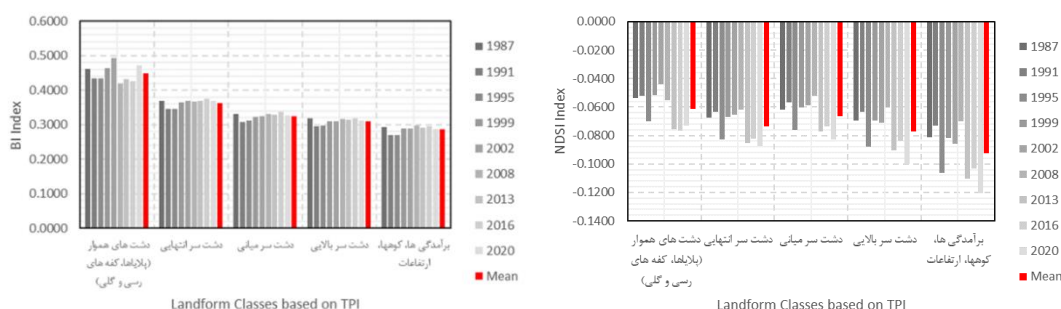 0.6000
0.5000
0.4000
0.3000
0.2000
0.1000
0.0000
BI Index
دشت های هموار
(پلایاها، کفه های
رسی و گلی)
دشت سر انتهایی
دشت سر میانی
دشت سر بالایی
برآمدگی ها، کوهها،
ارتفاعات
Landform Classes based on TPI
1987
1991
1995
1999
2002
2008
2013
2016
2020
Mean
0.0000
-0.0200
-0.0400
-0.0600
-0.0800
-0.1000
-0.1200
-0.1400
NDSI Index
دشت های هموار
(پلایاها، کفه های
رسی و گلی)
دشت سر انتهایی
دشت سر میانی
دشت سر بالایی
برآمدگی ها،
کوهها، ارتفاعات
Landform Classes based on TPI
1987
1991
1995
1999
2002
2008
2013
2016
2020
Mean